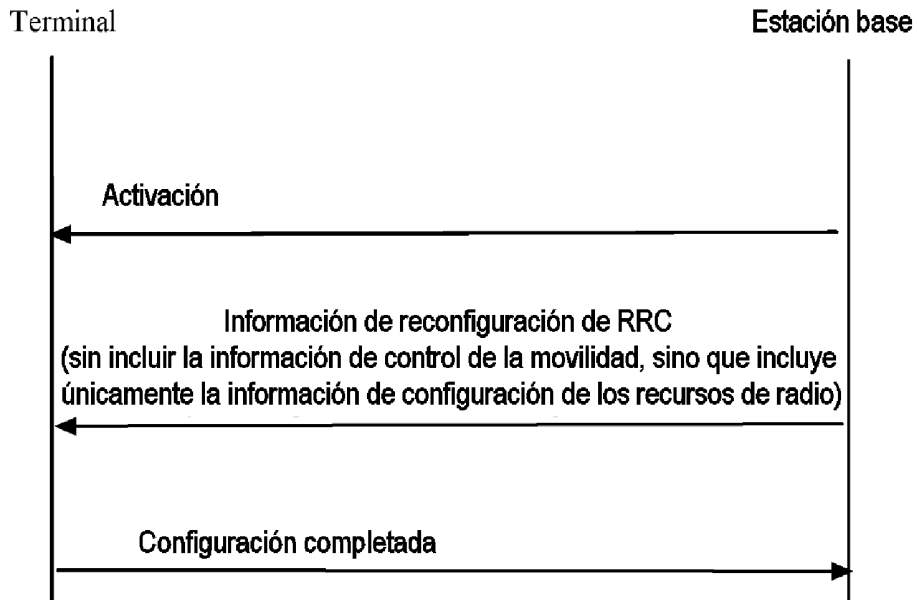 Terminal
Estación base
Activación
Información de reconfiguración de RRC
(sin incluir la información de control de la movilidad, sino que incluye
únicamente la información de configuración de los recursos de radio)
Configuración completada